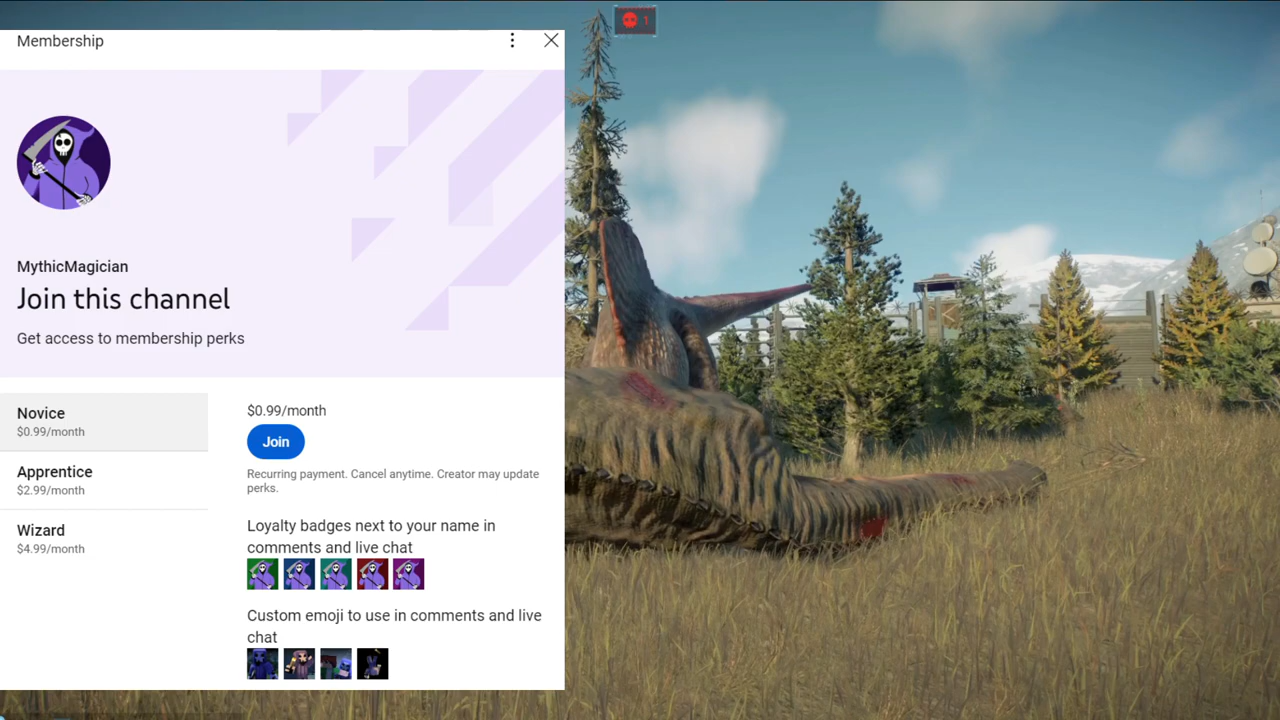 1
Membership
MythicMagician
Join this channel
Get access to membership perks
Novice
$0.99/month
Apprentice
$2.99/month
Wizard
$4.99/month
$0.99/month
Join
Recurring payment. Cancel anytime. Creator may update
perks.
Loyalty badges next to your name in
comments and live chat
Custom emoji to use in comments and live
chat